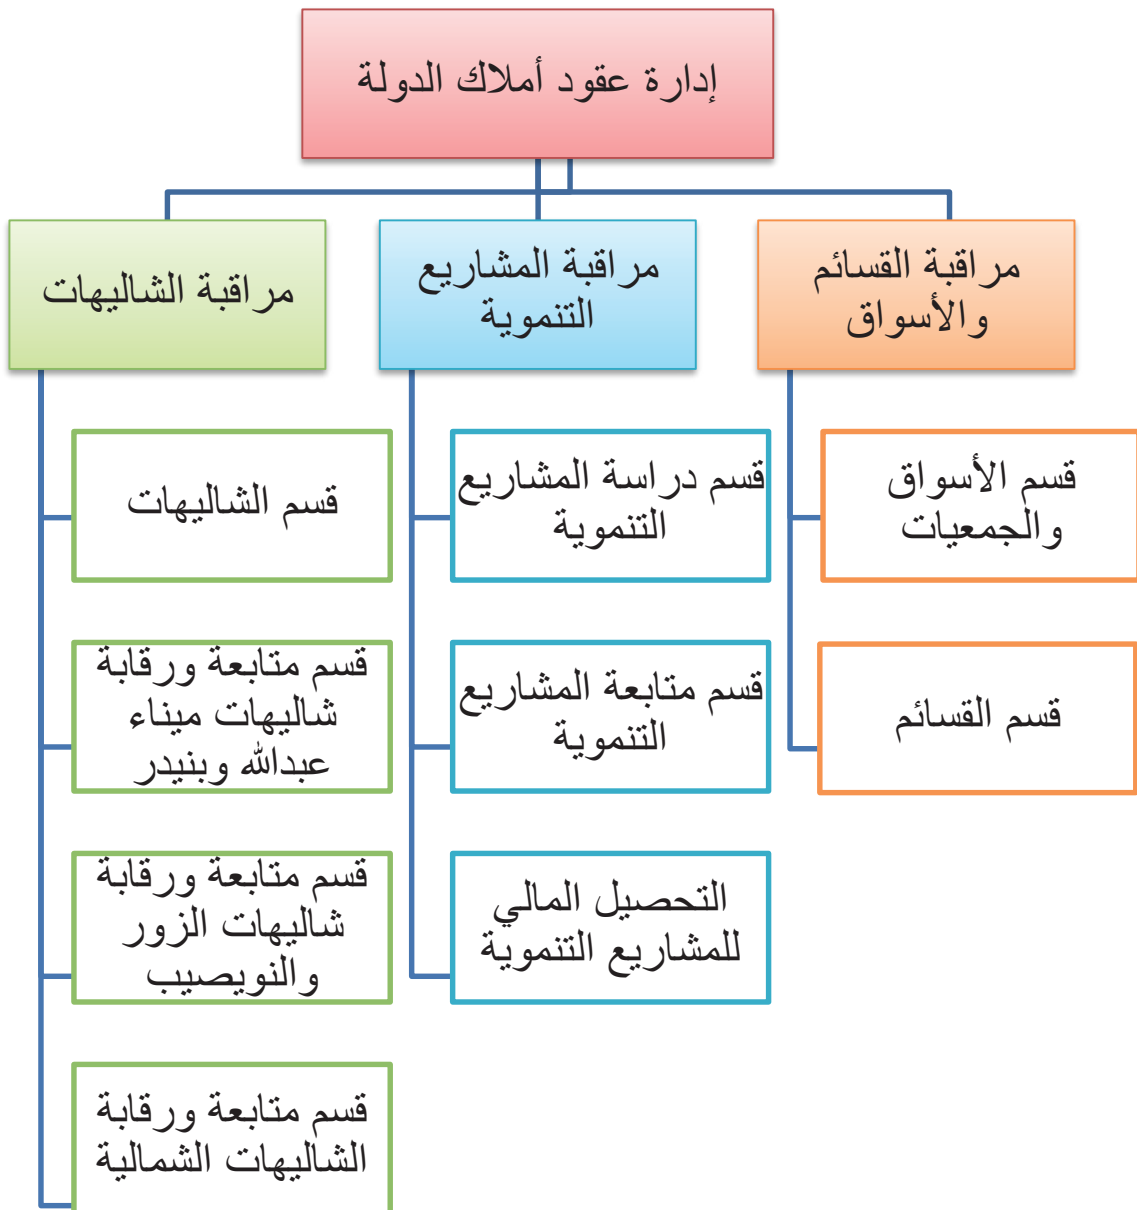 إدارة عقود أملاك الدولة
مراقبة القسائم
والأسواق
مراقبة المشاريع
التنموية
مراقبة الشاليهات
قسم الأسواق
والجمعيات
قسم القسائم
قسم دراسة المشاريع
التنموية
قسم متابعة المشاريع
التنموية
التحصيل المالي
للمشاريع التنموية
قسم الشاليهات
قسم متابعة ورقابة
شاليهات ميناء
عبدالله وبنيدر
قسم متابعة ورقابة
شاليهات الزور
والنويصيب
قسم متابعة ورقابة
الشاليهات الشمالية